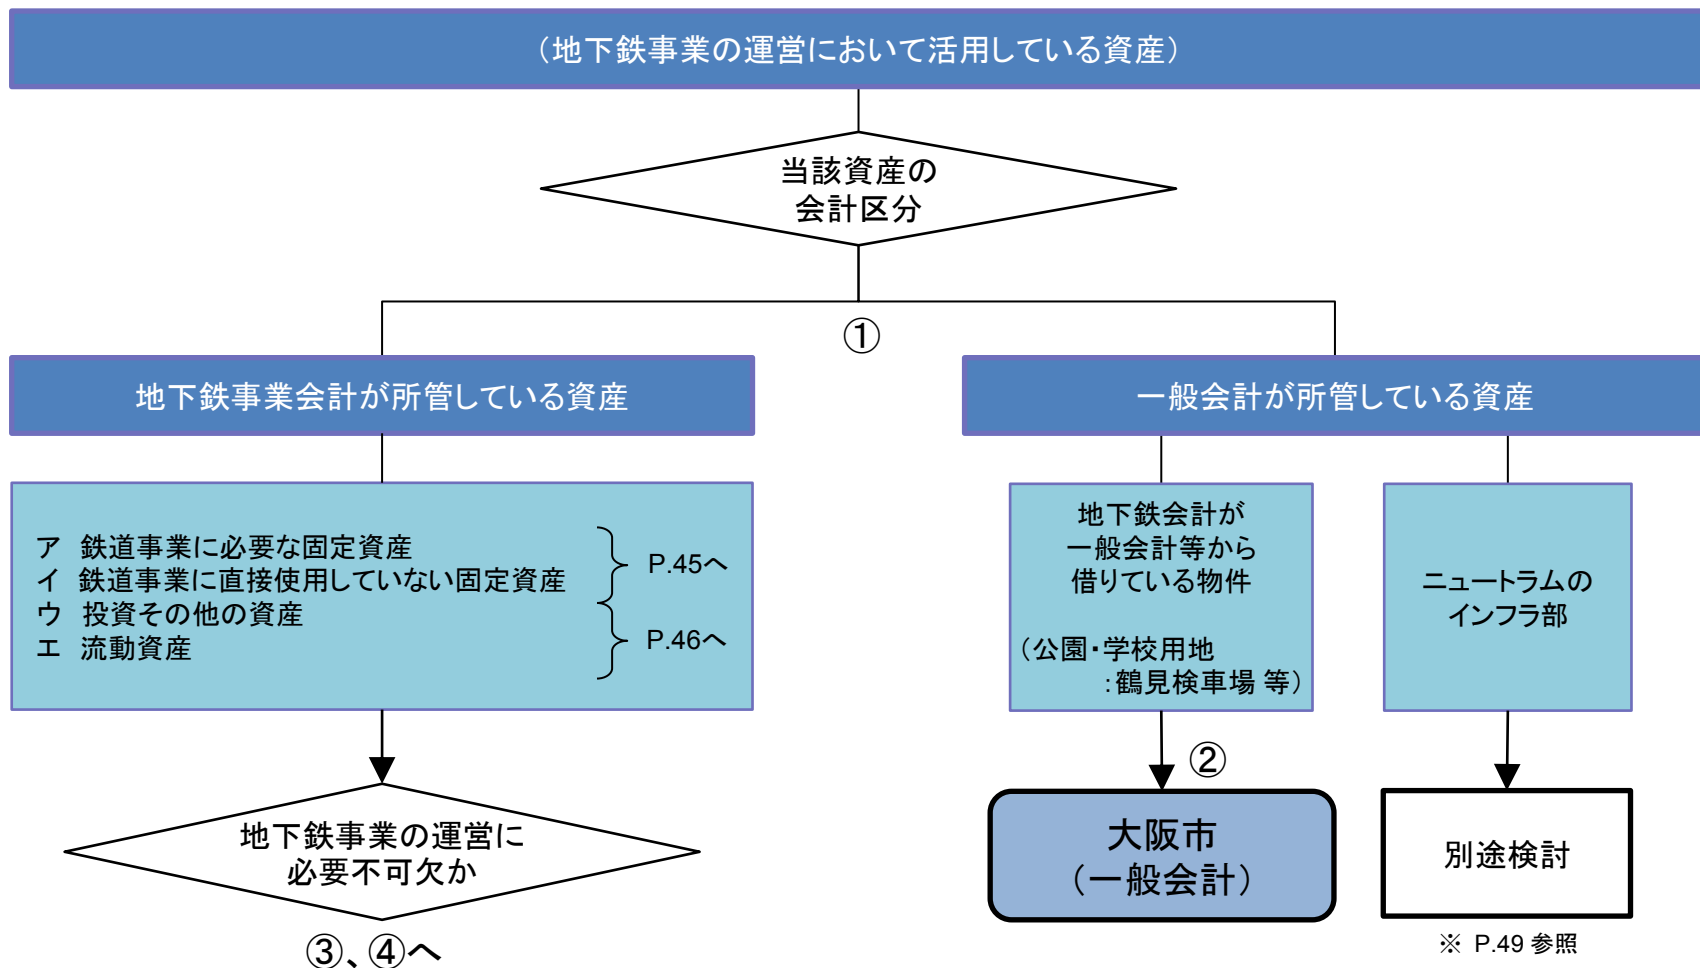 （地下鉄事業の運営において活用している資産）
当該資産の
会計区分
①
地下鉄事業会計が所管している資産
一般会計が所管している資産
ア 鉄道事業に必要な固定資産
イ 鉄道事業に直接使用していない固定資産
ウ 投資その他の資産
エ 流動資産
P.45へ
P.46へ
地下鉄会計が
一般会計等から
借りている物件
（公園・学校用地
：鶴見検車場 等）
ニュートラムの
インフラ部
②
地下鉄事業の運営に
必要不可欠か
大阪市
（一般会計）
別途検討
③、④へ
※ P.49 参照